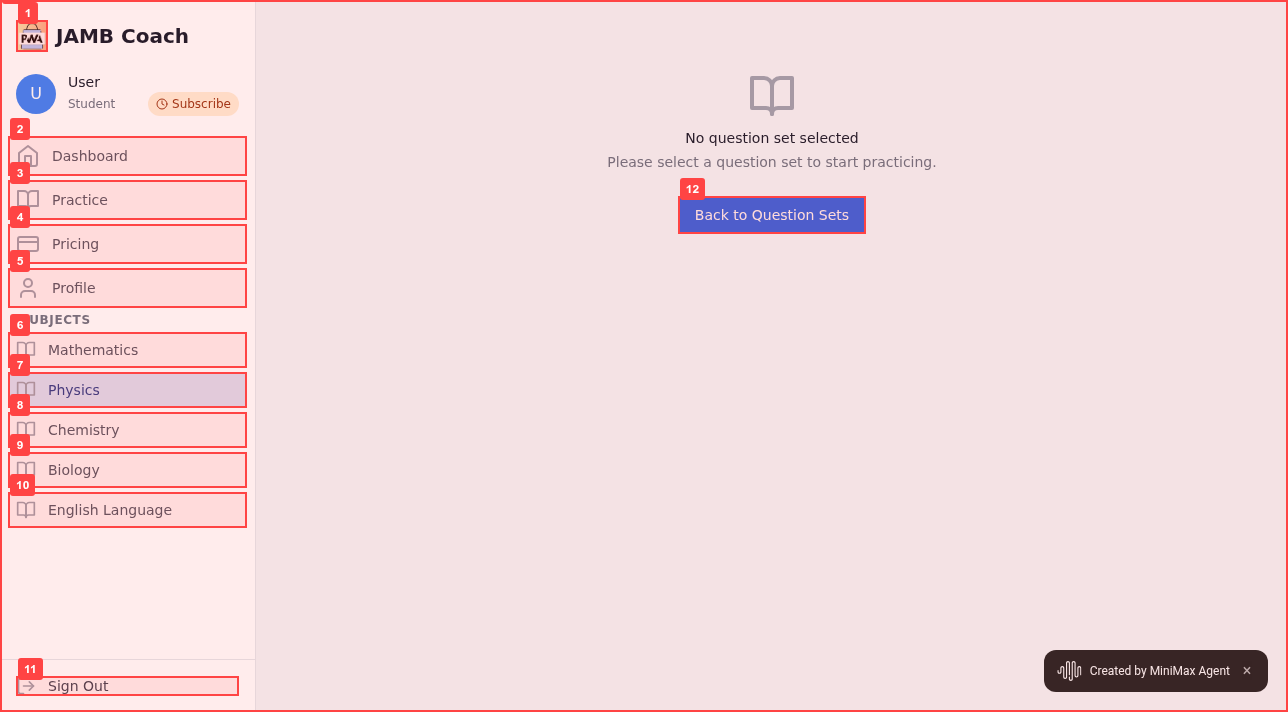 1
PWA
JAMB Coach
U
User
Student
Subscribe
2
Dashboard
3
Practice
4
Pricing
5
Profile
UBJECTS
6
Mathematics
7
Physics
8
Chemistry
9
Biology
10
English Language
11
Sign Out
No question set selected
Please select a question set to start practicing.
12
Back to Question Sets
Created by MiniMax Agent ×